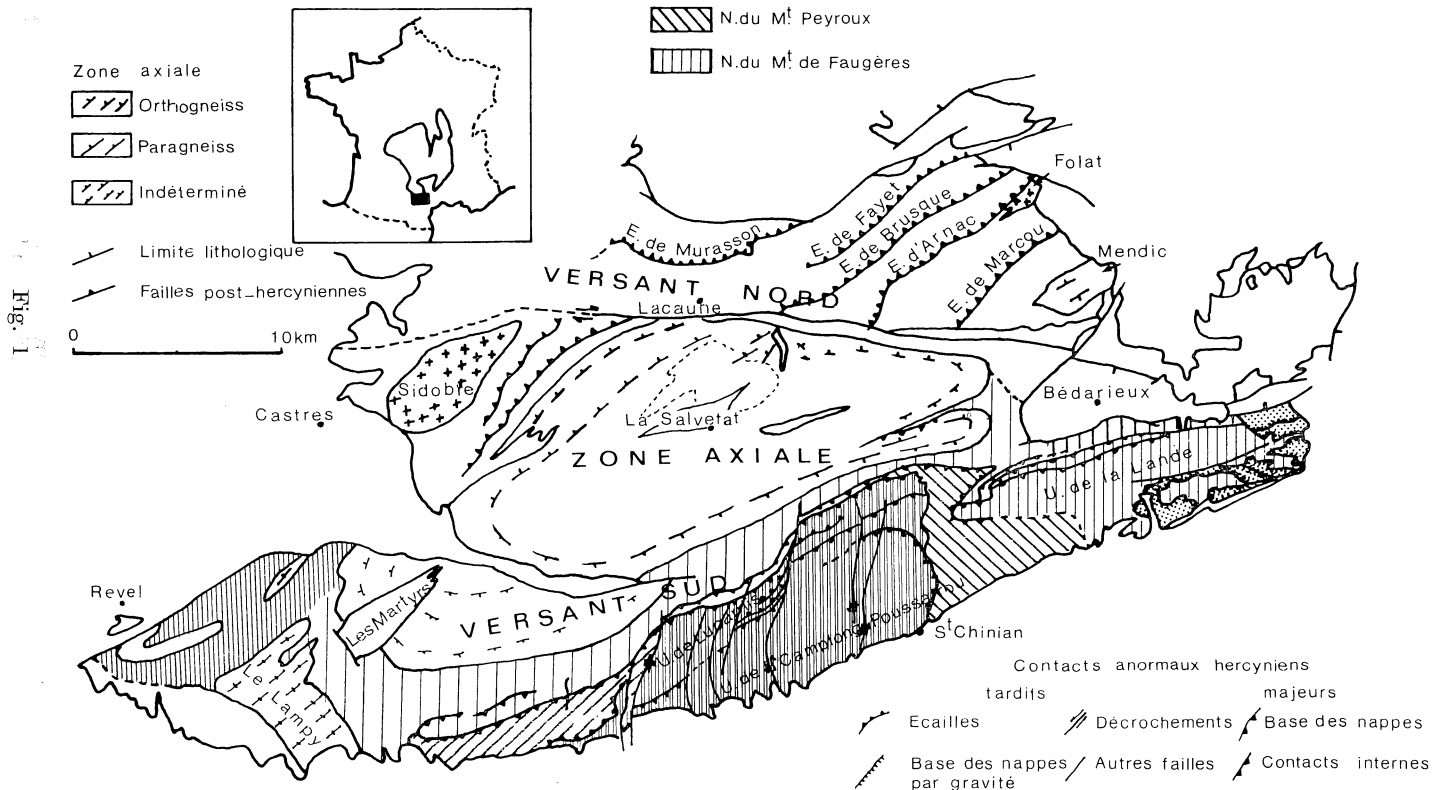 N.du Mt. Peyroux
N.du Mt. de Faugères
Zone axiale
Orthogneiss
Paragneiss
Indéterminé
Limite lithologique
Failles post-hercyniennes
0 10km
Fig. 1
Folat
E. de Murasson
E. de Fayet
E. de Brusque
E. d'Arnac
E. de Marcou
Mendic
VERSANT NORD
Lacaune
Sidobre
Castres
La Salvetat
Bédarieux
ZONE AXIALE
U. de la Lande
Revel
Les Martyrs
VERSANT SUD
Le Lampy
St Chinian
Contacts anormaux hercyniens
tardifs majeurs
Ecailles Décrochements Base des nappes
Base des nappes Autres failles Contacts internes
par gravité